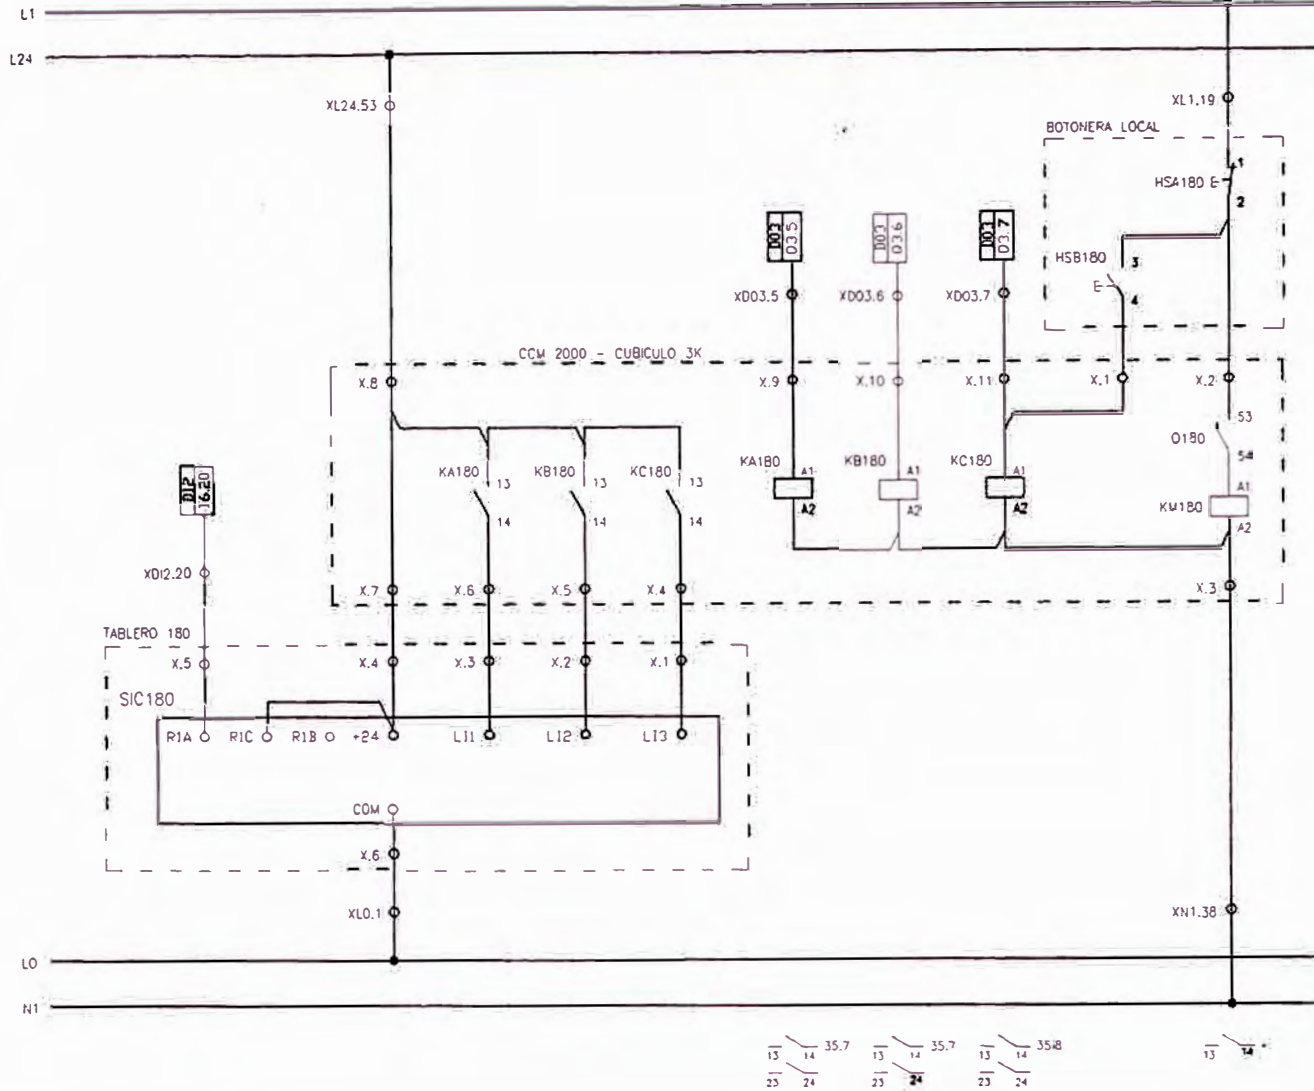 L1
L24
XL24.53
XL1.19
BOTONERA LOCAL
1
HSA180 E
2
D03
03.5
D03
03.6
D03
03.7
HSB180
3
E
4
XD03.5
XD03.6
XD03.7
CCM 2000 - CUBICULO 3K
X.8
X.9
X.10
X.11
X.1
X.2
53
O180
54
KA180
13
14
KB180
13
14
KC180
13
14
KA180
A1
A2
KB180
A1
A2
KC180
A1
A2
KM180
A1
A2
DI2
16.20
XDI2.20
X.7
X.6
X.5
X.4
X.3
TABLERO 180
X.5
X.4
X.3
X.2
X.1
SIC180
R1A
R1C
R1B
+24
LI1
LI2
LI3
COM
X.6
XL0.1
XN1.38
L0
N1
13 14 35.7
13 14 35.7
13 14 35.8
13 14
23 24
23 24
23 24